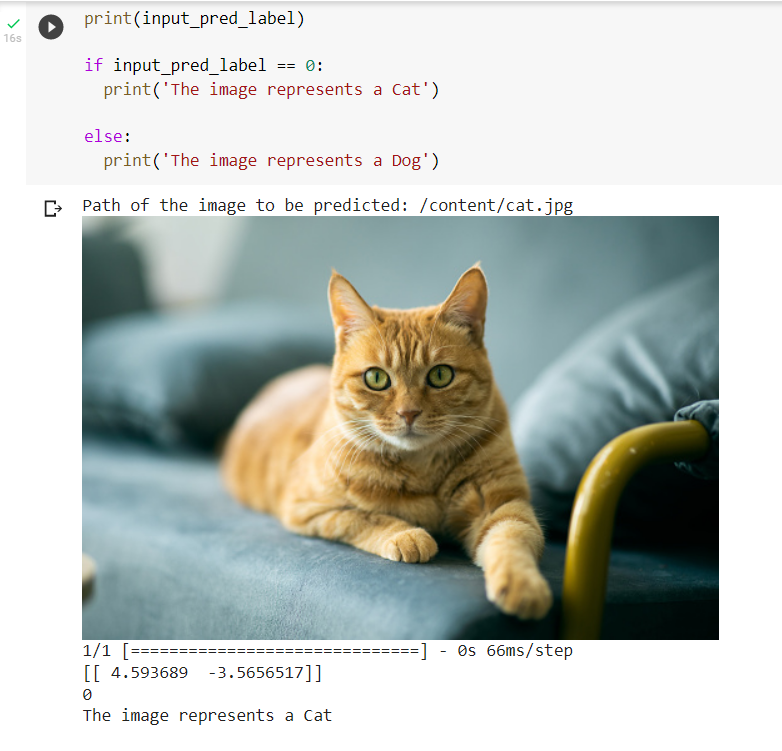 print(input_pred_label)
16s
if input_pred_label == 0:
print('The image represents a Cat')
else:
print('The image represents a Dog')
Path of the image to be predicted: /content/cat.jpg
1/1 [==============================] - 0s 66ms/step
[[ 4.593689  -3.5656517]]
0
The image represents a Cat